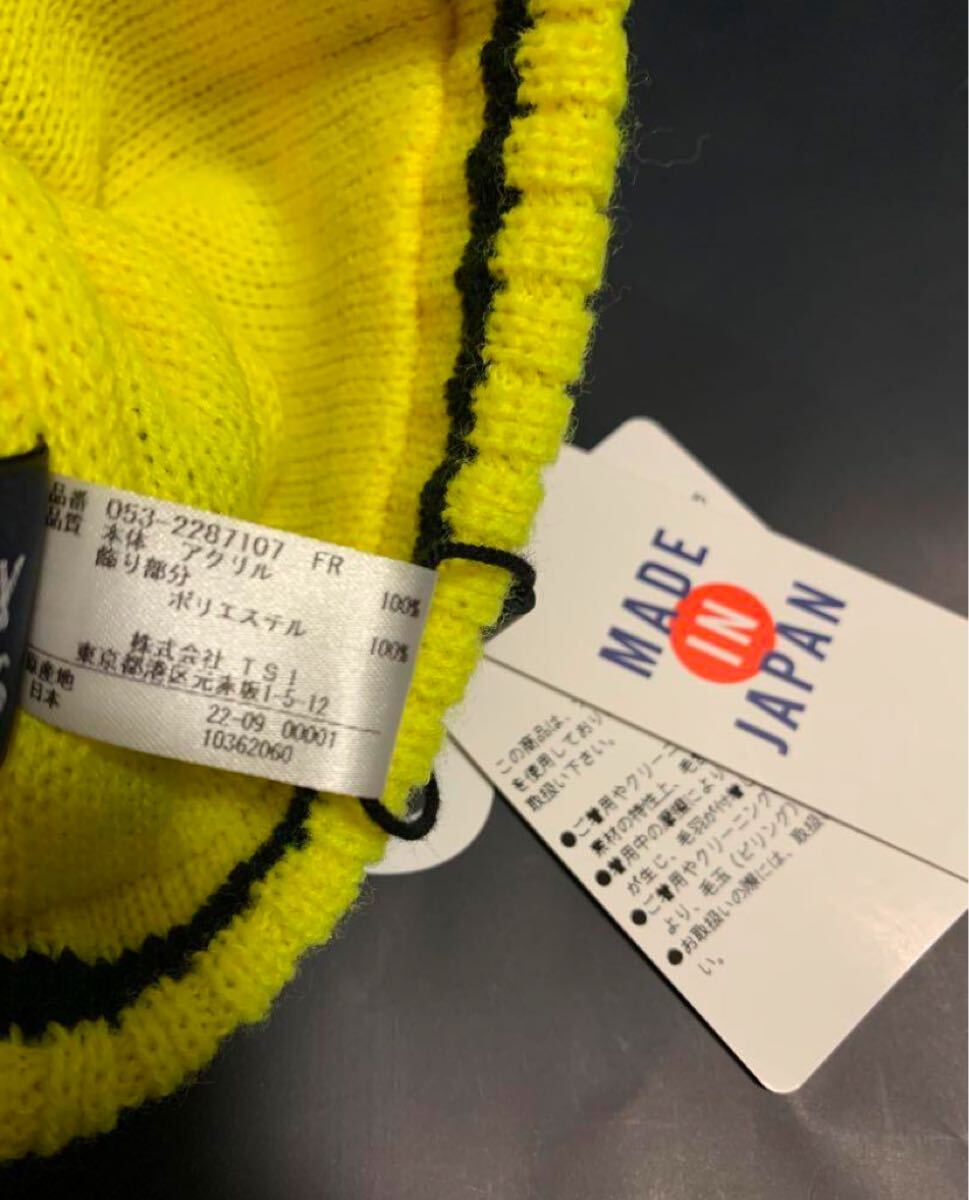 品番 053-2287107 FR
品質 本体 アクリル 100%
飾り部分
ポリエステル 100%
株式会社 TSI
東京都港区元赤坂1-5-12
原産地
日本
22-09 00001
10362060
MADE
IN
JAPAN
この商品は、
を使用しており
取扱い下さい。
●ご着用やクリーニ
素材の特性上、毛羽
●着用中の摩擦により
が生じ、毛羽が付着し
●ご着用やクリーニング
より、毛玉（ピリング）
●お取扱いの際には、取扱
い。